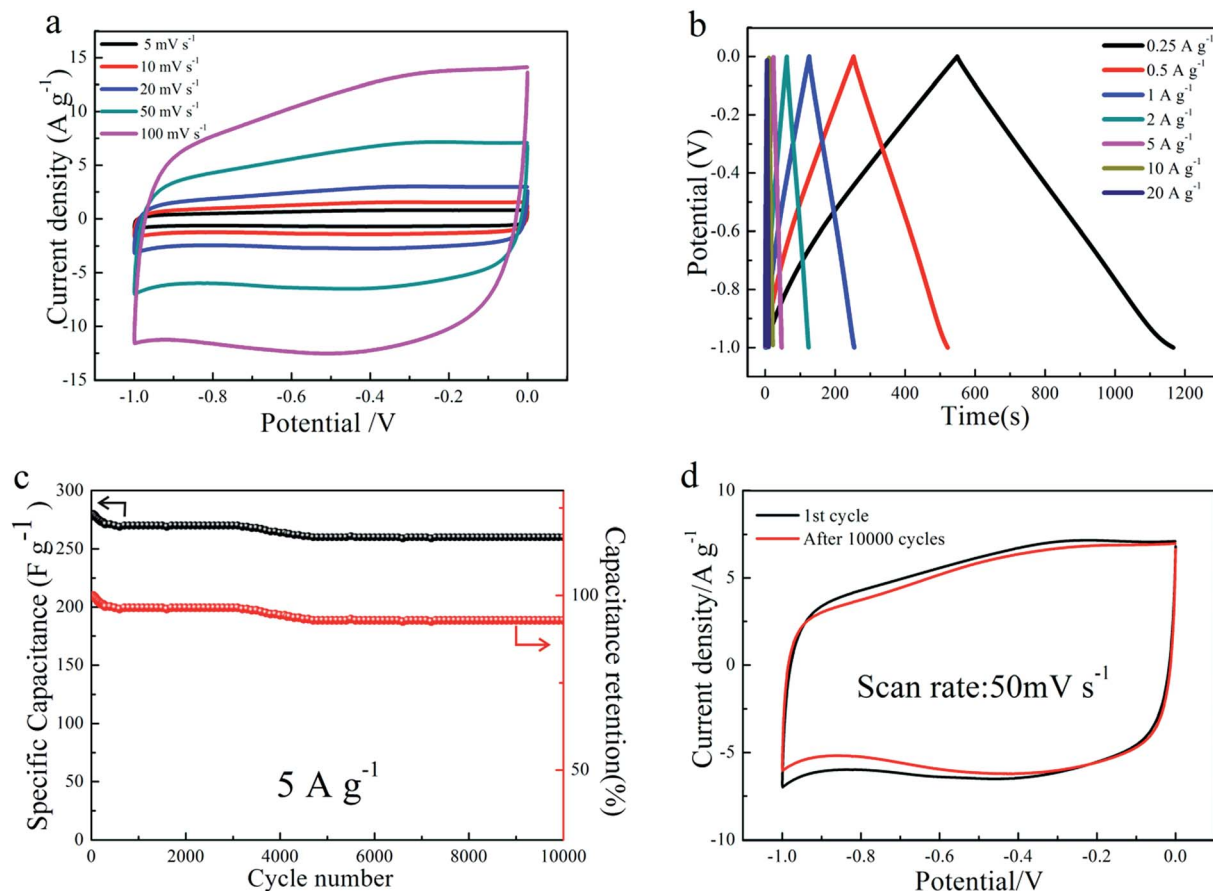 a
5 mV s⁻¹
10 mV s⁻¹
20 mV s⁻¹
50 mV s⁻¹
100 mV s⁻¹
Current density (A g⁻¹)
15
10
5
0
-5
-10
-15
-1.0 -0.8 -0.6 -0.4 -0.2 0.0
Potential /V
b
0.25 A g⁻¹
0.5 A g⁻¹
1 A g⁻¹
2 A g⁻¹
5 A g⁻¹
10 A g⁻¹
20 A g⁻¹
Potential (V)
0.0
-0.2
-0.4
-0.6
-0.8
-1.0
0 200 400 600 800 1000 1200
Time(s)
c
Specific Capacitance (F g⁻¹)
300
250
200
150
100
50
0
5 A g⁻¹
100
50
Capacitance retention(%)
0 2000 4000 6000 8000 10000
Cycle number
d
1st cycle
After 10000 cycles
Current density/A g⁻¹
10
5
0
-5
-10
Scan rate:50mV s⁻¹
-1.0 -0.8 -0.6 -0.4 -0.2 0.0
Potential/V